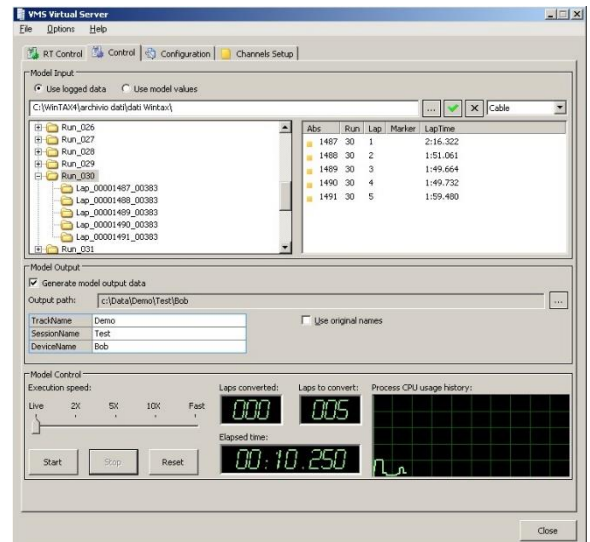 VMS Virtual Server
File Options Help
RT Control Control Configuration Channels Setup
Model Input
Use logged data Use model values
C:\WinTAX4\archivio dati\dati Wintax\ ... Cable
Run_026
Run_027
Run_028
Run_029
Run_030
Lap_00001487_00383
Lap_00001488_00383
Lap_00001489_00383
Lap_00001490_00383
Lap_00001491_00383
Run_031
Abs Run Lap Marker LapTime
1487 30 1 2:16.322
1488 30 2 1:51.061
1489 30 3 1:49.664
1490 30 4 1:49.732
1491 30 5 1:59.480
Model Output
Generate model output data
Output path: c:\Data\Demo\Test\Bob ...
TrackName Demo
SessionName Test
DeviceName Bob
Use original names
Model Control
Execution speed:
Live 2X 5X 10X Fast
Start Stop Reset
Laps converted: Laps to convert:
000 005
Elapsed time:
00:10.250
Process CPU usage history:
Close